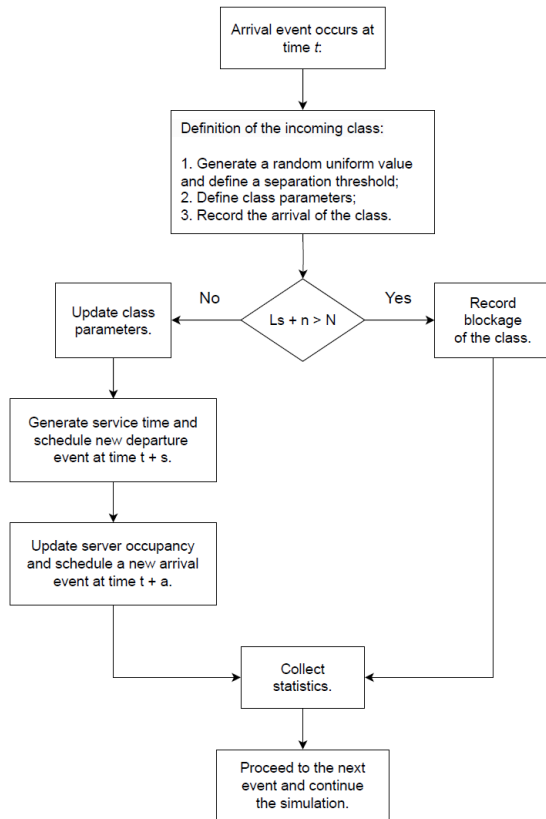 Arrival event occurs at
time t:
Definition of the incoming class:
1. Generate a random uniform value
and define a separation threshold;
2. Define class parameters;
3. Record the arrival of the class.
No
Yes
Update class
parameters.
Ls + n > N
Record
blockage
of the class.
Generate service time and
schedule new departure
event at time t + s.
Update server occupancy
and schedule a new arrival
event at time t + a.
Collect
statistics.
Proceed to the next
event and continue
the simulation.